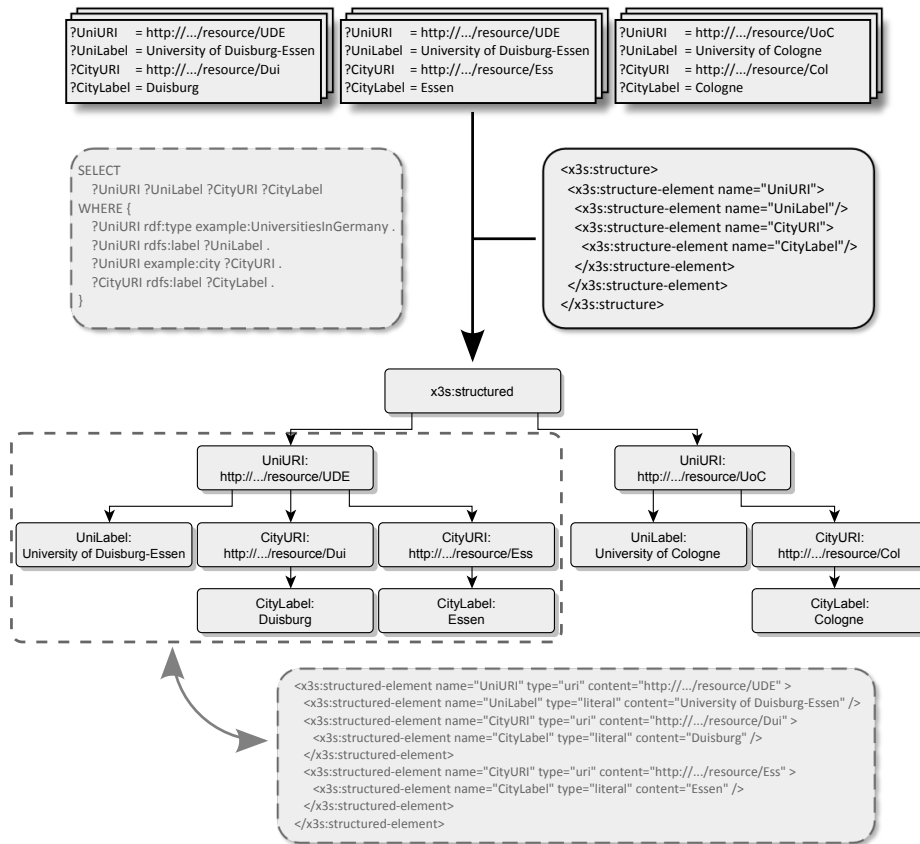 ?UniURI = http://.../resource/UDE
?UniLabel = University of Duisburg-Essen
?CityURI = http://.../resource/Dui
?CityLabel = Duisburg
?UniURI = http://.../resource/UDE
?UniLabel = University of Duisburg-Essen
?CityURI = http://.../resource/Ess
?CityLabel = Essen
?UniURI = http://.../resource/UoC
?UniLabel = University of Cologne
?CityURI = http://.../resource/Col
?CityLabel = Cologne
SELECT
?UniURI ?UniLabel ?CityURI ?CityLabel
WHERE {
?UniURI rdf:type example:UniversitiesInGermany .
?UniURI rdfs:label ?UniLabel .
?UniURI example:city ?CityURI .
?CityURI rdfs:label ?CityLabel .
}
<x3s:structure>
<x3s:structure-element name="UniURI">
<x3s:structure-element name="UniLabel"/>
<x3s:structure-element name="CityURI">
<x3s:structure-element name="CityLabel"/>
</x3s:structure-element>
</x3s:structure-element>
</x3s:structure>
x3s:structured
UniURI:
http://.../resource/UDE
UniURI:
http://.../resource/UoC
UniLabel:
University of Duisburg-Essen
CityURI:
http://.../resource/Dui
CityURI:
http://.../resource/Ess
UniLabel:
University of Cologne
CityURI:
http://.../resource/Col
CityLabel:
Duisburg
CityLabel:
Essen
CityLabel:
Cologne
<x3s:structured-element name="UniURI" type="uri" content="http://.../resource/UDE" >
<x3s:structured-element name="UniLabel" type="literal" content="University of Duisburg-Essen" />
<x3s:structured-element name="CityURI" type="uri" content="http://.../resource/Dui" >
<x3s:structured-element name="CityLabel" type="literal" content="Duisburg" />
</x3s:structured-element>
<x3s:structured-element name="CityURI" type="uri" content="http://.../resource/Ess" >
<x3s:structured-element name="CityLabel" type="literal" content="Essen" />
</x3s:structured-element>
</x3s:structured-element>